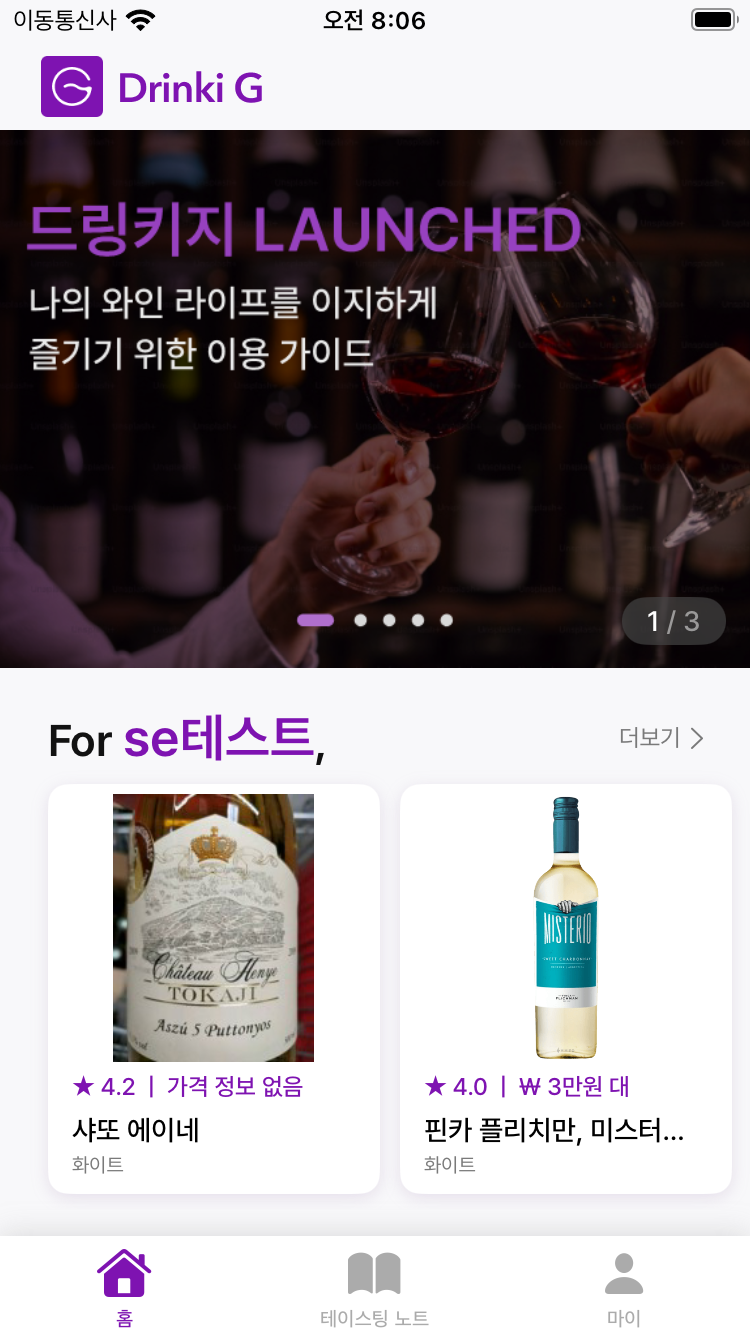 이동통신사
오전 8:06
Drinki G
드링키지 LAUNCHED
나의 와인 라이프를 이지하게
즐기기 위한 이용 가이드
1 / 3
For se테스트,
더보기
Château Henye
TOKAJI
Aszú 5 Puttonyos
MISTERIO
★ 4.2 | 가격 정보 없음
샤또 에이네
화이트
★ 4.0 | ₩ 3만원 대
핀카 플리치만, 미스터...
화이트
홈
테이스팅 노트
마이